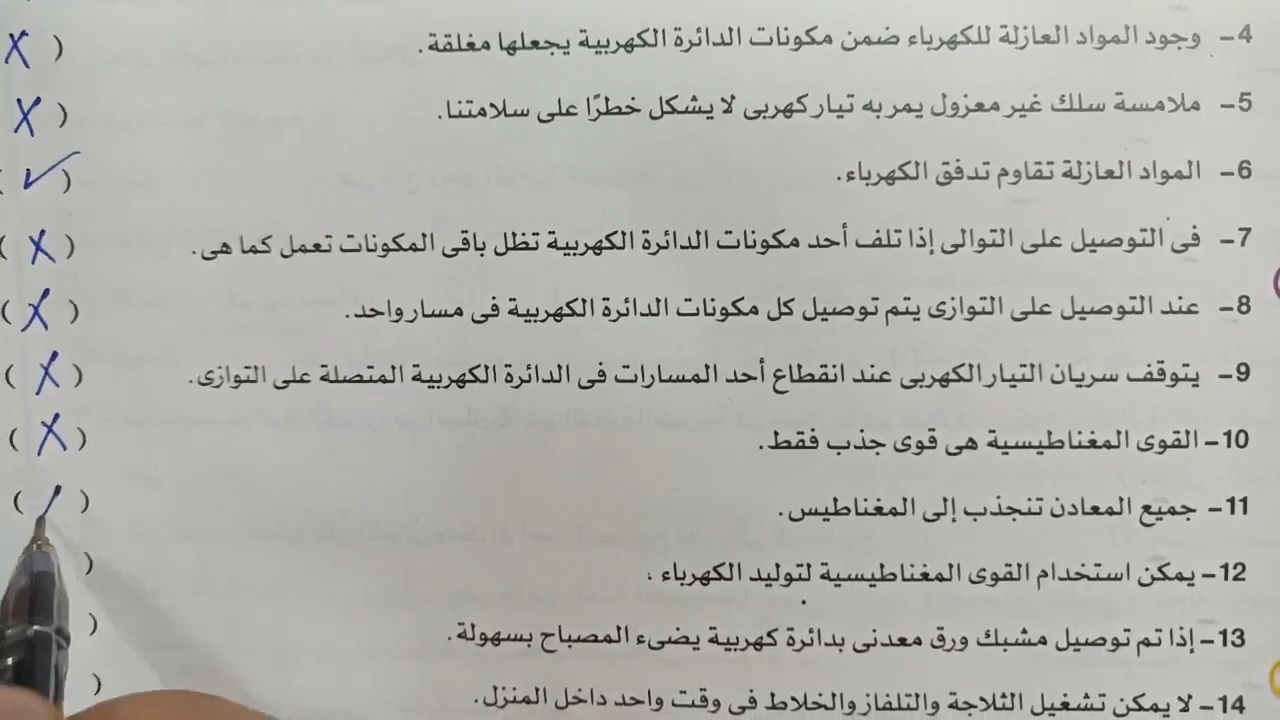 4- وجود المواد العازلة للكهرباء ضمن مكونات الدائرة الكهربية يجعلها مغلقة. ( X
5- ملامسة سلك غير معزول يمر به تيار كهربى لا يشكل خطرًا على سلامتنا. ( X
6- المواد العازلة تقاوم تدفق الكهرباء. ( ✓ )
7- فى التوصيل على التوالى إذا تلف أحد مكونات الدائرة الكهربية تظل باقى المكونات تعمل كما هى. ( X )
8- عند التوصيل على التوازى يتم توصيل كل مكونات الدائرة الكهربية فى مسار واحد. ( X )
9- يتوقف سريان التيار الكهربى عند انقطاع أحد المسارات فى الدائرة الكهربية المتصلة على التوازى. ( X )
10- القوى المغناطيسية هى قوى جذب فقط. ( X )
11- جميع المعادن تنجذب إلى المغناطيس. ( / )
12- يمكن استخدام القوى المغناطيسية لتوليد الكهرباء . (
13- إذا تم توصيل مشبك ورق معدنى بدائرة كهربية يضىء المصباح بسهولة. (
14- لا يمكن تشغيل الثلاجة والتلفاز والخلاط فى وقت واحد داخل المنزل. (